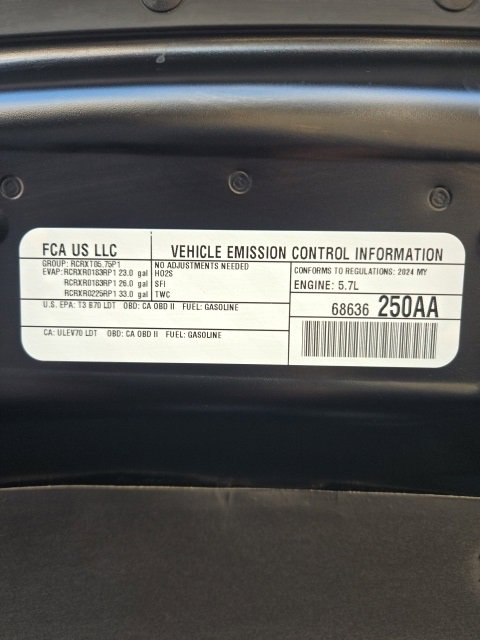 FCA US LLC
VEHICLE EMISSION CONTROL INFORMATION
GROUP: RCRXT05.75P1
EVAP: RCRXR0183RP1 23.0 gal
RCRXR0183RP1 26.0 gal
RCRXR0225RP1 33.0 gal
NO ADJUSTMENTS NEEDED
HO2S
SFI
TWC
CONFORMS TO REGULATIONS: 2024 MY
ENGINE: 5.7L
U.S. EPA: T3 B70 LDT OBD: CA OBD II FUEL: GASOLINE
68636 250AA
CA: ULEV70 LDT OBD: CA OBD II FUEL: GASOLINE